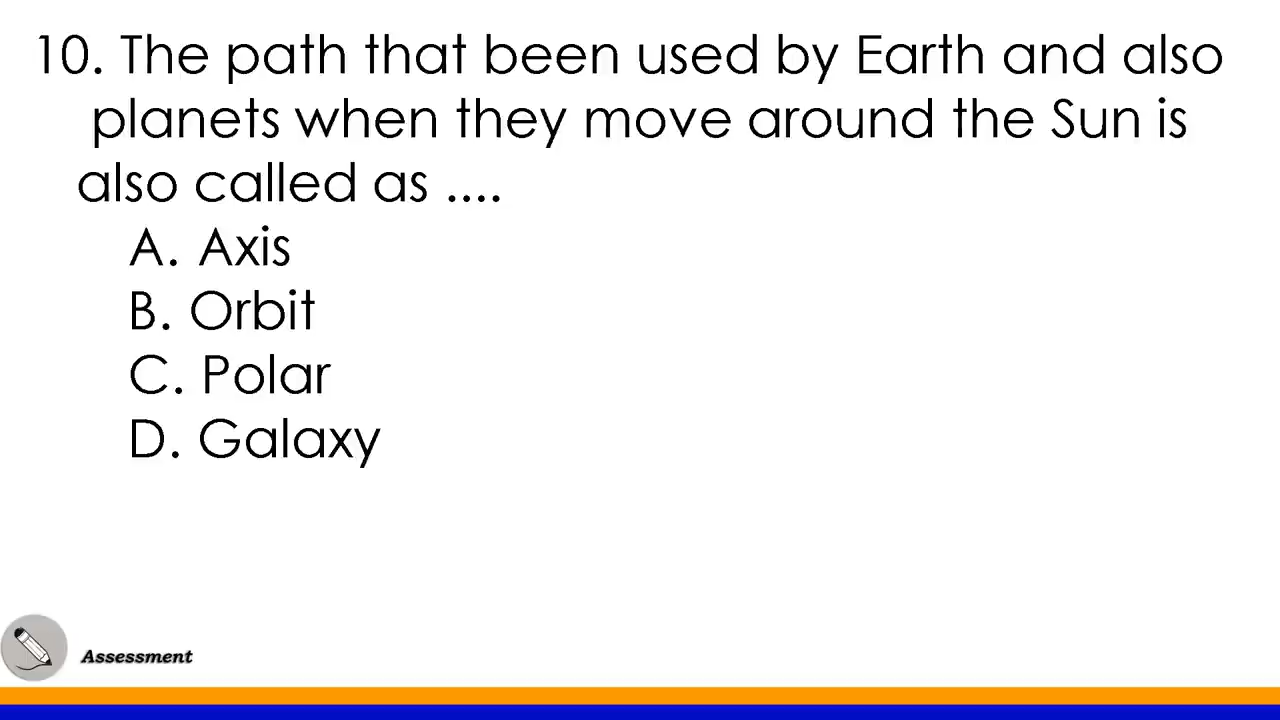 10. The path that been used by Earth and also
planets when they move around the Sun is
also called as ....
A. Axis
B. Orbit
C. Polar
D. Galaxy
Assessment